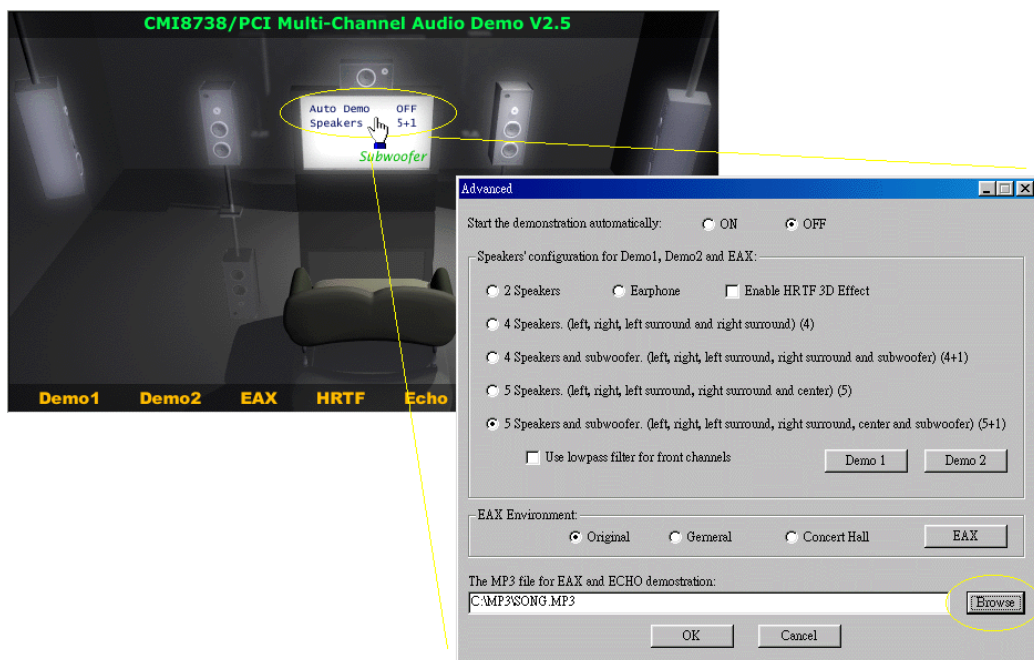 CMI8738/PCI Multi-Channel Audio Demo V2.5
Auto Demo OFF
Speakers 5+1
Subwoofer
Demo1 Demo2 EAX HRTF Echo
Advanced
Start the demonstration automatically: ON OFF
Speakers' configuration for Demo1, Demo2 and EAX:
2 Speakers Earphone Enable HRTF 3D Effect
4 Speakers. (left, right, left surround and right surround) (4)
4 Speakers and subwoofer. (left, right, left surround, right surround and subwoofer) (4+1)
5 Speakers. (left, right, left surround, right surround and center) (5)
5 Speakers and subwoofer. (left, right, left surround, right surround, center and subwoofer) (5+1)
Use lowpass filter for front channels Demo 1 Demo 2
EAX Environment:
Original Gerneral Concert Hall EAX
The MP3 file for EAX and ECHO demostration:
C:\MP3\SONG.MP3 Browse
OK Cancel